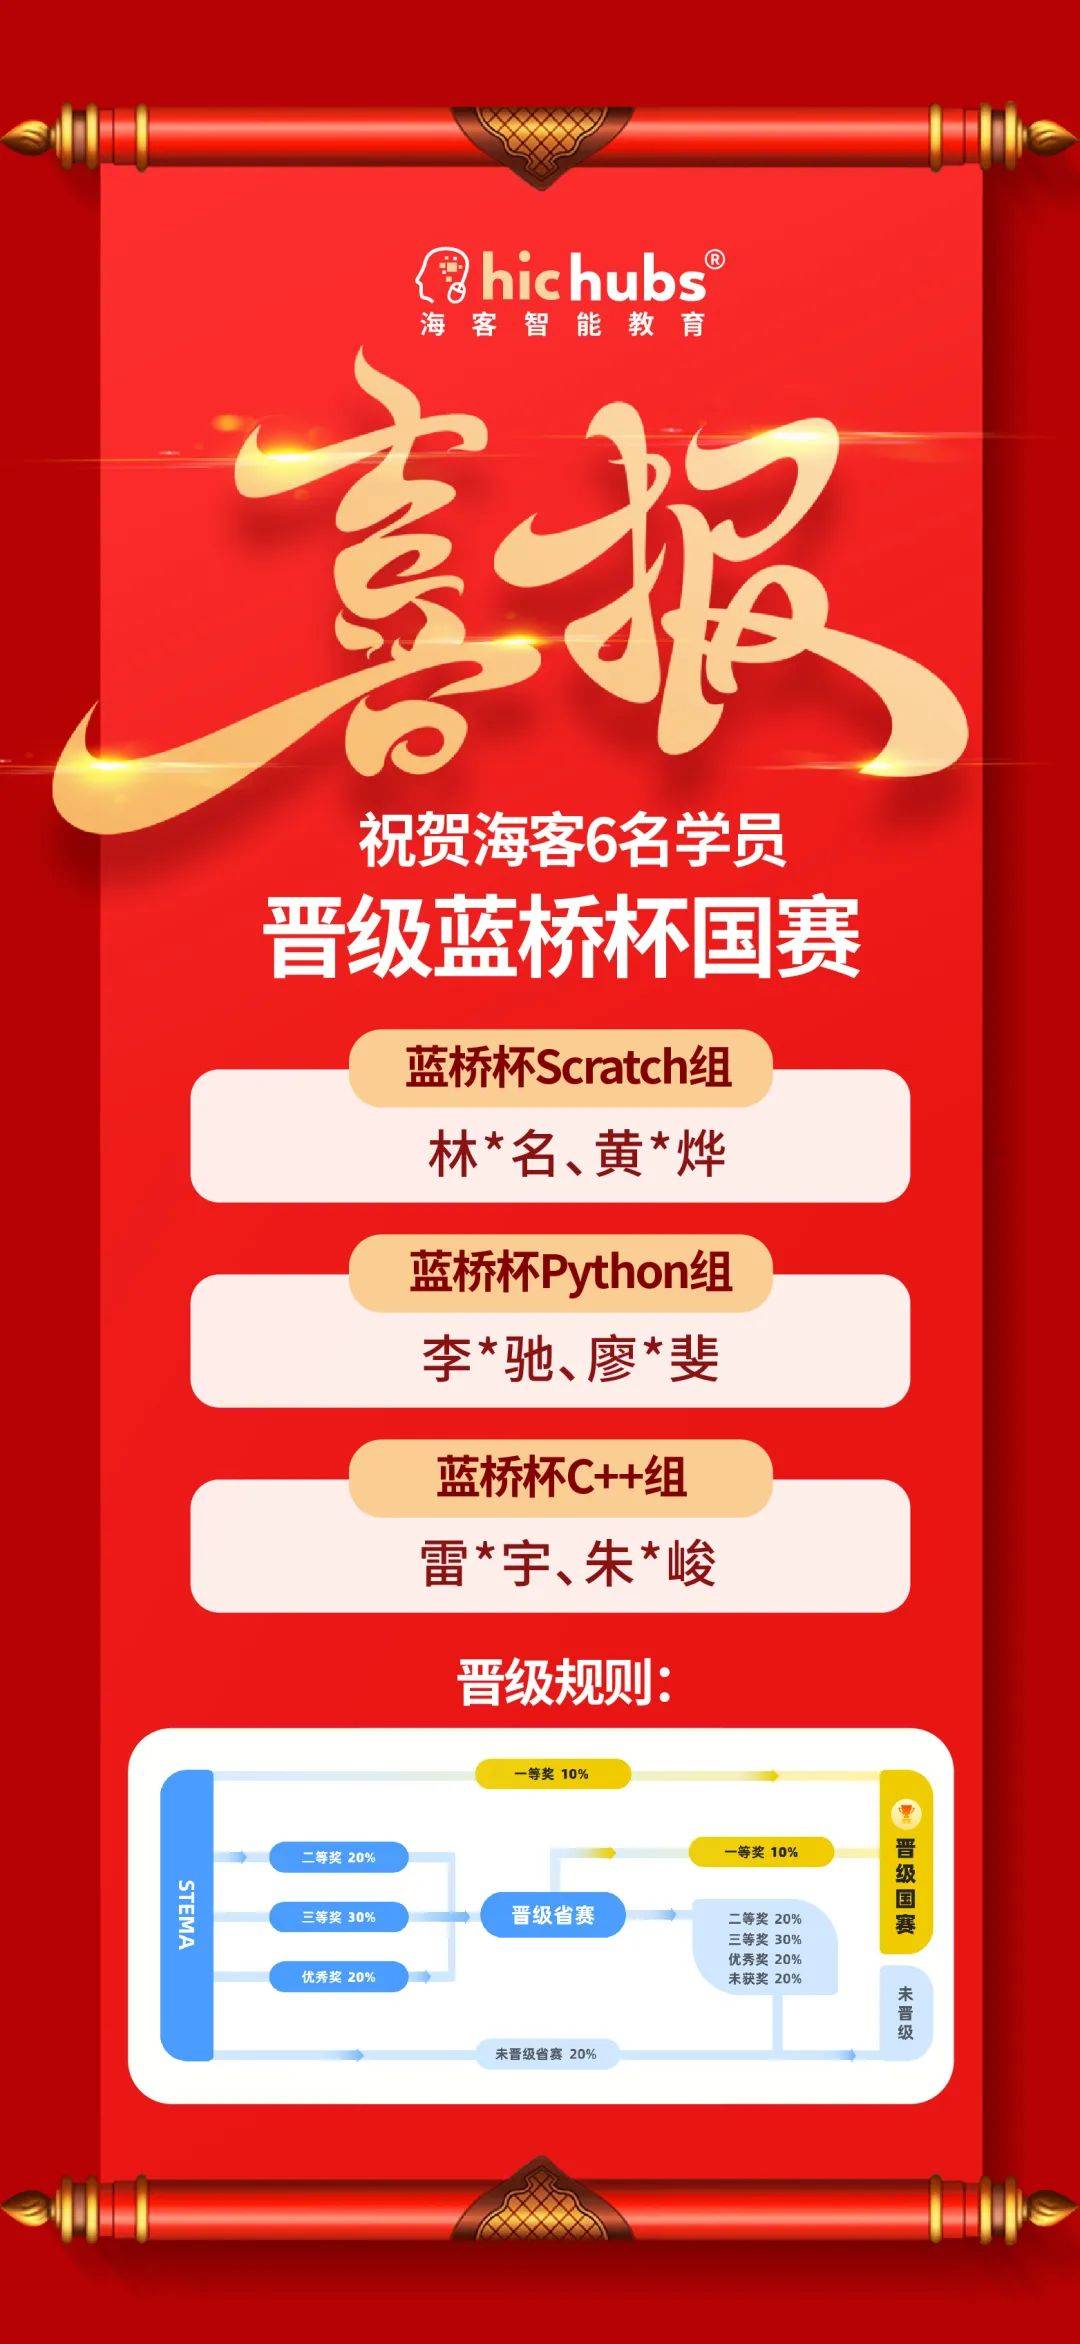 hichubs®
海客智能教育
喜报
祝贺海客6名学员
晋级蓝桥杯国赛
蓝桥杯Scratch组
林*名、黄*烨
蓝桥杯Python组
李*驰、廖*斐
蓝桥杯C++组
雷*宇、朱*峻
晋级规则：
STEMA
一等奖 10%
二等奖 20%
三等奖 30%
优秀奖 20%
未晋级省赛 20%
晋级省赛
一等奖 10%
二等奖 20%
三等奖 30%
优秀奖 20%
未获奖 20%
晋级国赛
未晋级